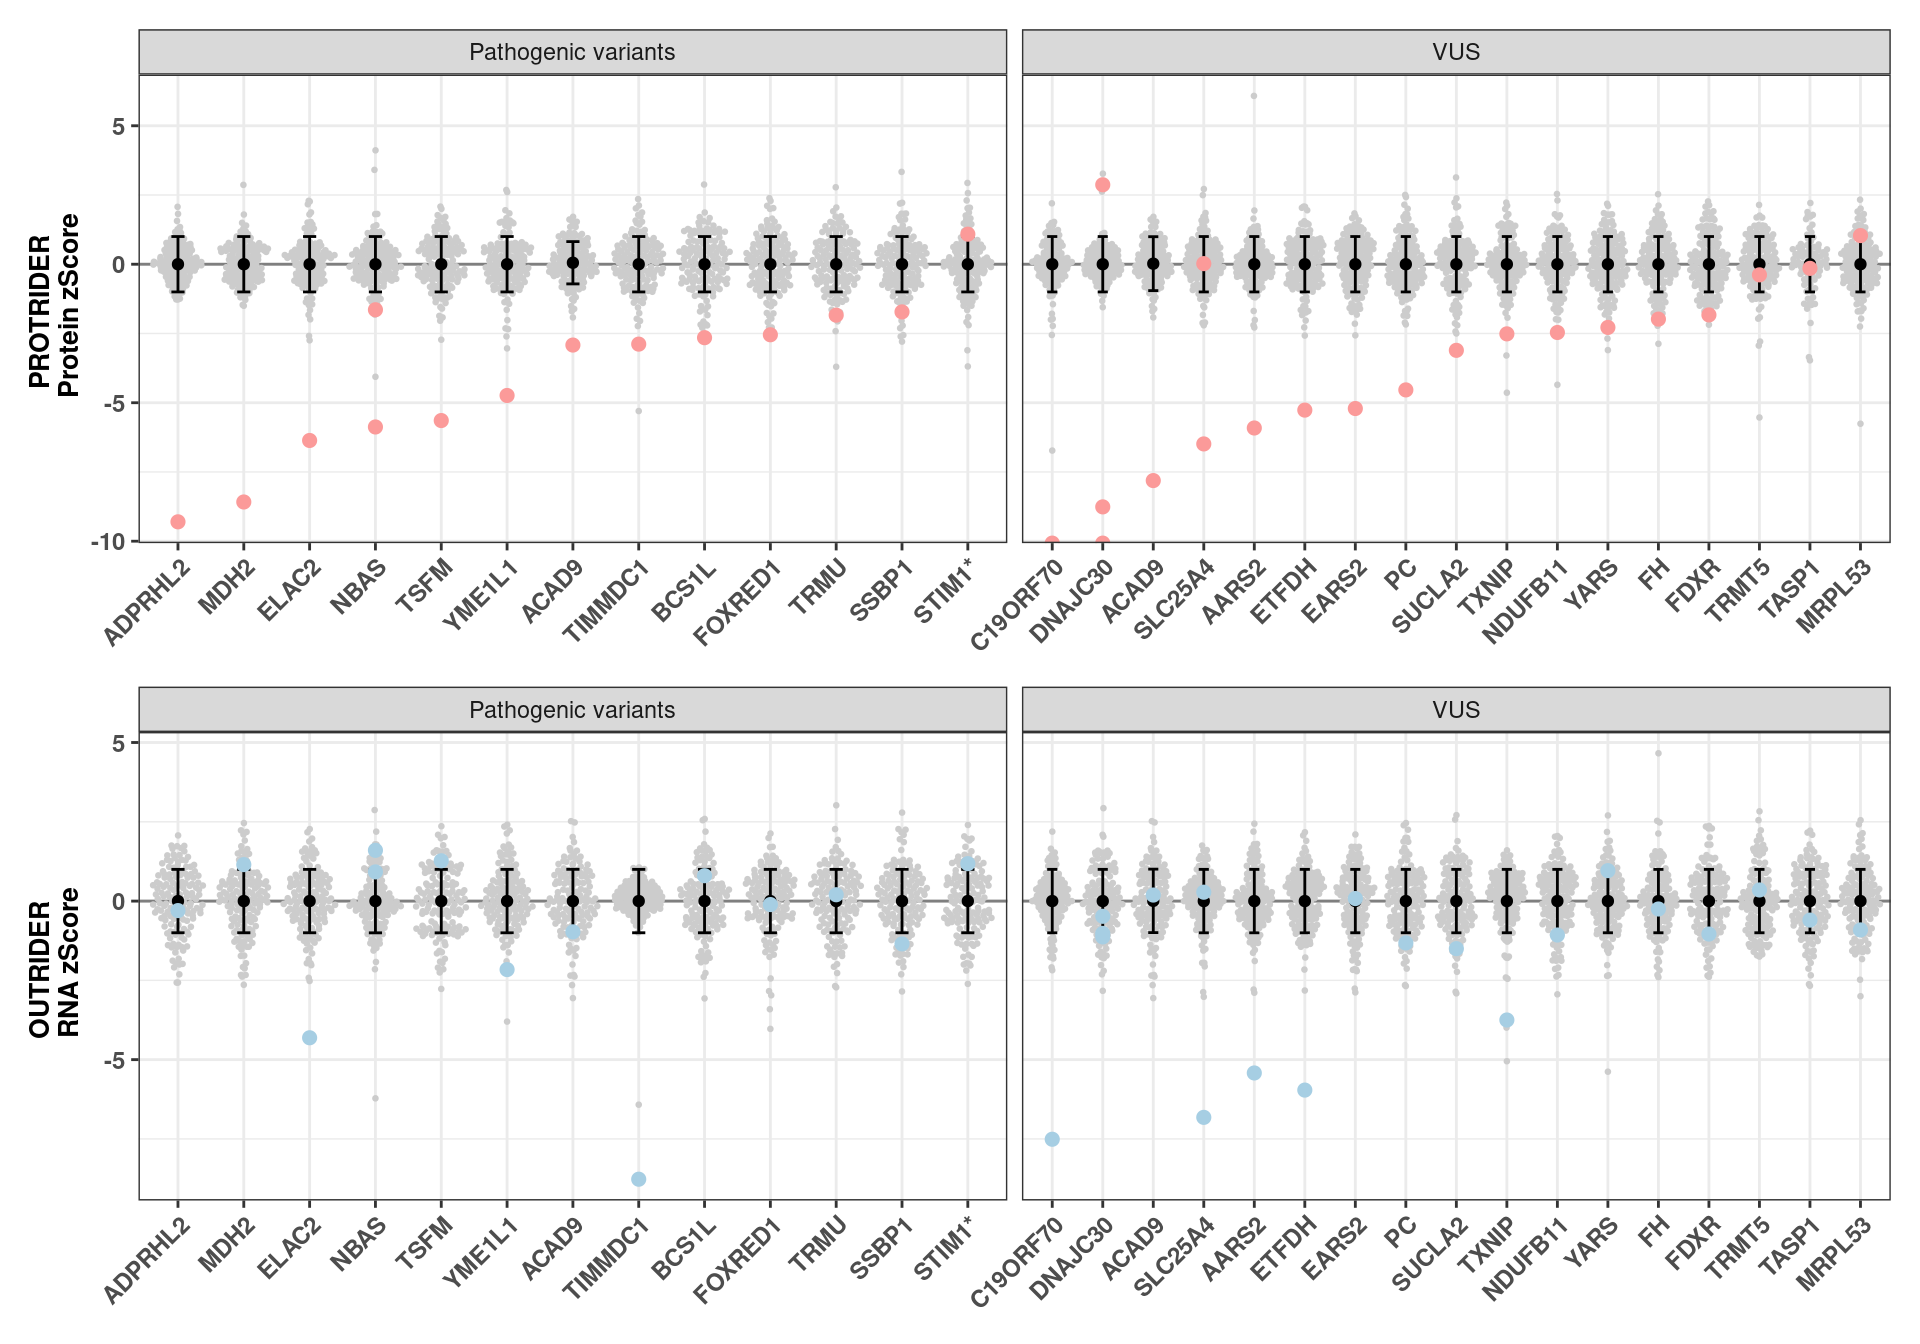 Pathogenic variants
VUS
PROTRIDER
Protein zScore
5
0
-5
-10
ADPRHL2 MDH2 ELAC2 NBAS TSFM YME1L1 ACAD9 TIMMDC1 BCS1L FOXRED1 TRMU SSBP1 STIM1*
C19ORF70 DNAJC30 ACAD9 SLC25A4 AARS2 ETFDH EARS2 PC SUCLA2 TXNIP NDUFB11 YARS FH FDXR TRMT5 TASP1 MRPL53
Pathogenic variants
VUS
OUTRIDER
RNA zScore
5
0
-5
ADPRHL2 MDH2 ELAC2 NBAS TSFM YME1L1 ACAD9 TIMMDC1 BCS1L FOXRED1 TRMU SSBP1 STIM1*
C19ORF70 DNAJC30 ACAD9 SLC25A4 AARS2 ETFDH EARS2 PC SUCLA2 TXNIP NDUFB11 YARS FH FDXR TRMT5 TASP1 MRPL53